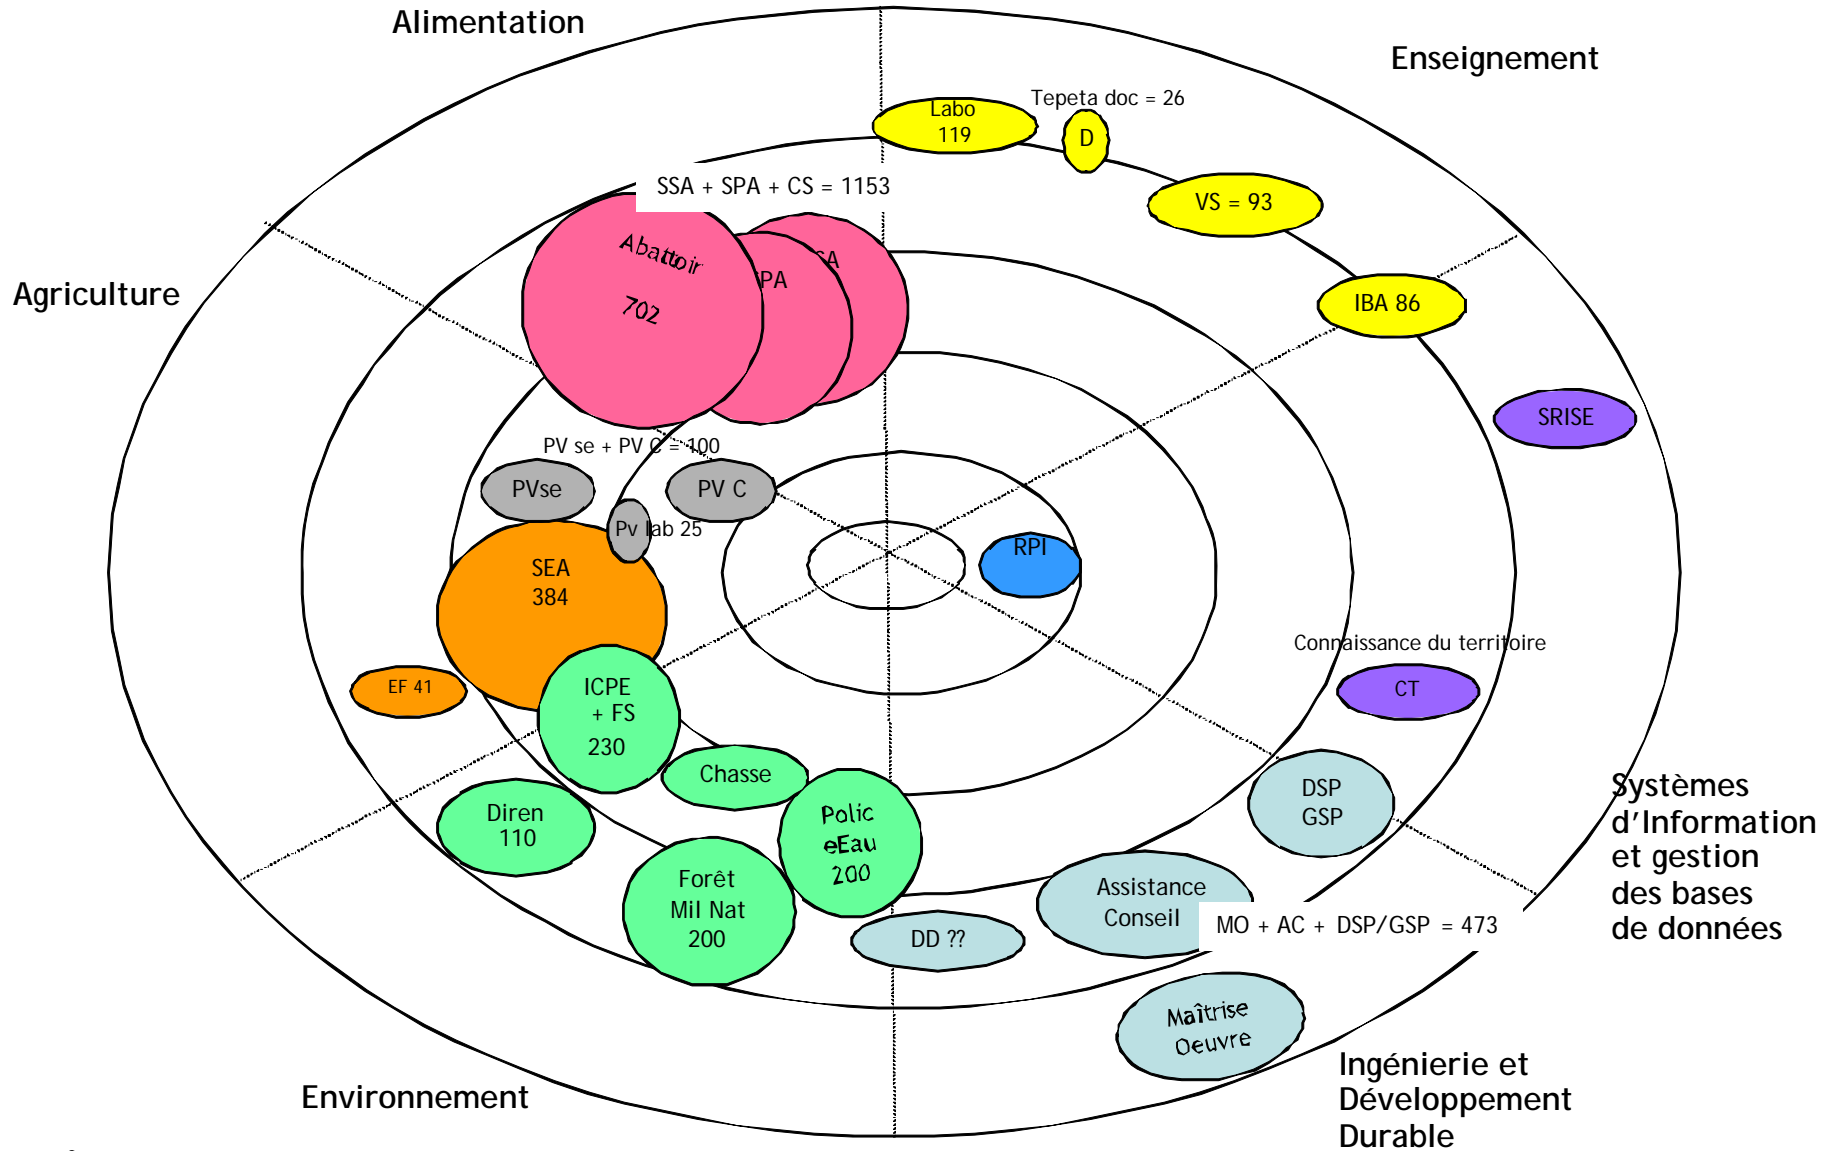 Alimentation
Enseignement
Tepeta doc = 26
Labo
119
D
SSA + SPA + CS = 1153
VS = 93
Abattoir
702
PA
SA
Agriculture
IBA 86
SRISE
PV se + PV C = 100
PVse
PV C
Pv lab 25
RPI
SEA
384
Connaissance du territoire
EF 41
CT
ICPE
+ FS
230
Chasse
DSP
GSP
Diren
110
Polic
eEau
200
Systèmes
d'Information
et gestion
des bases
de données
Forêt
Mil Nat
200
Assistance
Conseil
DD ??
MO + AC + DSP/GSP = 473
Maîtrise
Oeuvre
Environnement
Ingénierie et
Développement
Durable